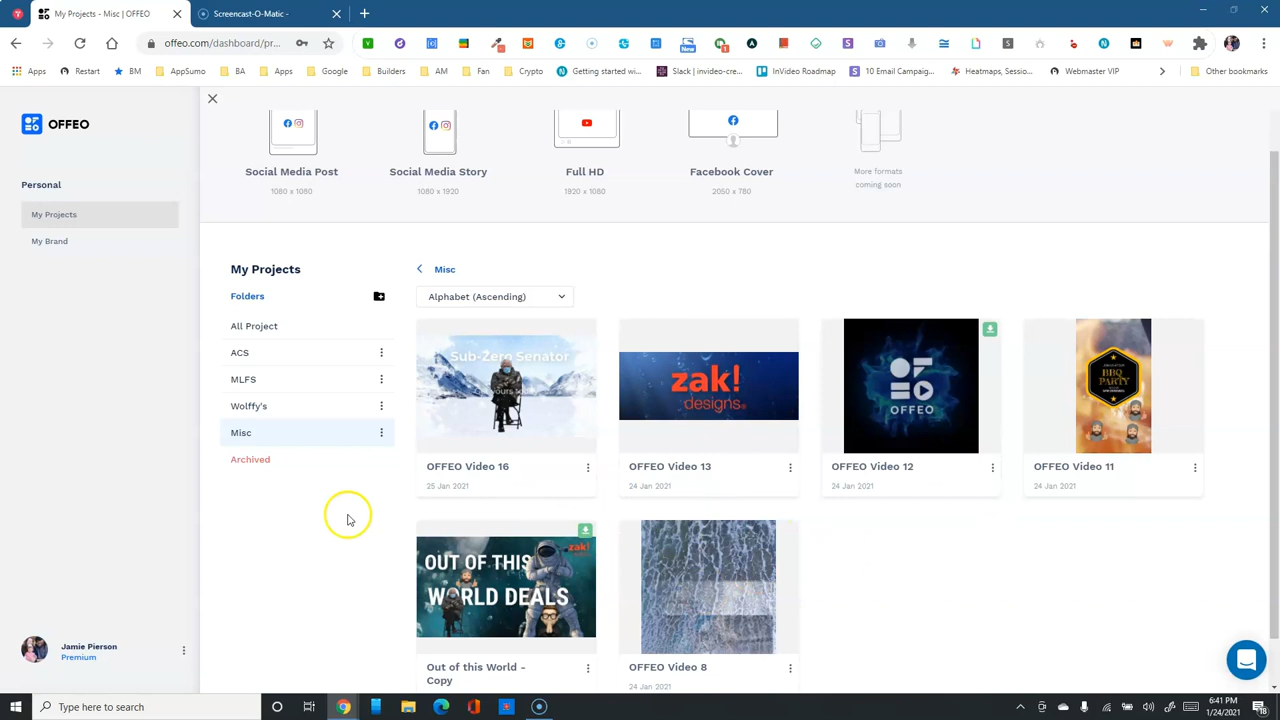 My Projects - Misc | OFFEO
Screencast-O-Matic -
offeo.com/dashboard/pr...
New
Apps
Restart
BM
AppSumo
BA
Apps
Google
Builders
AM
Fan
Crypto
Getting started wi...
Slack | invideo-cre...
InVideo Roadmap
10 Email Campaig...
Heatmaps, Sessio...
Webmaster VIP
Other bookmarks
OFFEO
Personal
My Projects
My Brand
Social Media Post
1080 x 1080
Social Media Story
1080 x 1920
Full HD
1920 x 1080
Facebook Cover
2050 x 780
More formats
coming soon
My Projects
Folders
All Project
ACS
MLFS
Wolffy's
Misc
Archived
Misc
Alphabet (Ascending)
Sub-Zero Senator
OFFEO Video 16
25 Jan 2021
zak!
designs
OFFEO Video 13
24 Jan 2021
OFFEO
OFFEO Video 12
24 Jan 2021
BBQ
PARTY
OFFEO Video 11
24 Jan 2021
OUT OF THIS
WORLD DEALS
zak!
Out of this World -
Copy
OFFEO Video 8
24 Jan 2021
Jamie Pierson
Premium
Type here to search
6:41 PM
1/24/2021
18